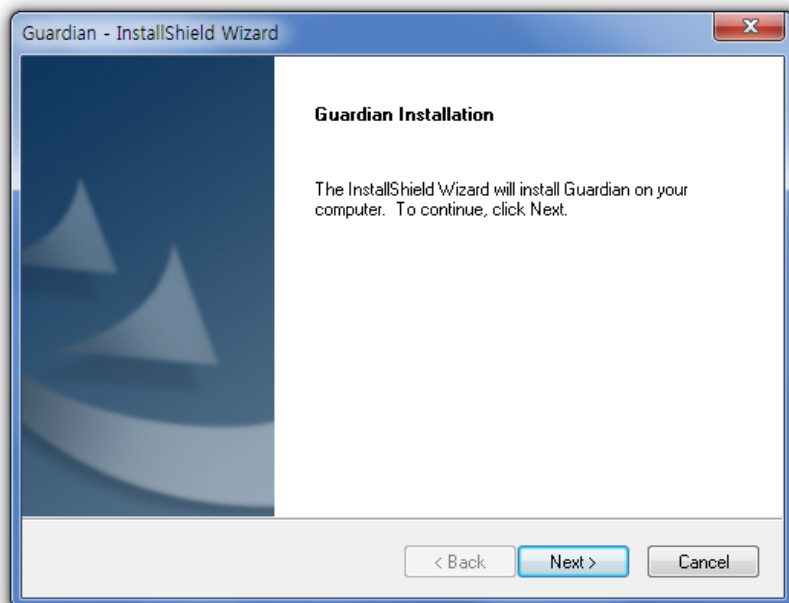 Guardian - InstallShield Wizard
Guardian Installation
The InstallShield Wizard will install Guardian on your
computer.  To continue, click Next.
< Back
Next >
Cancel